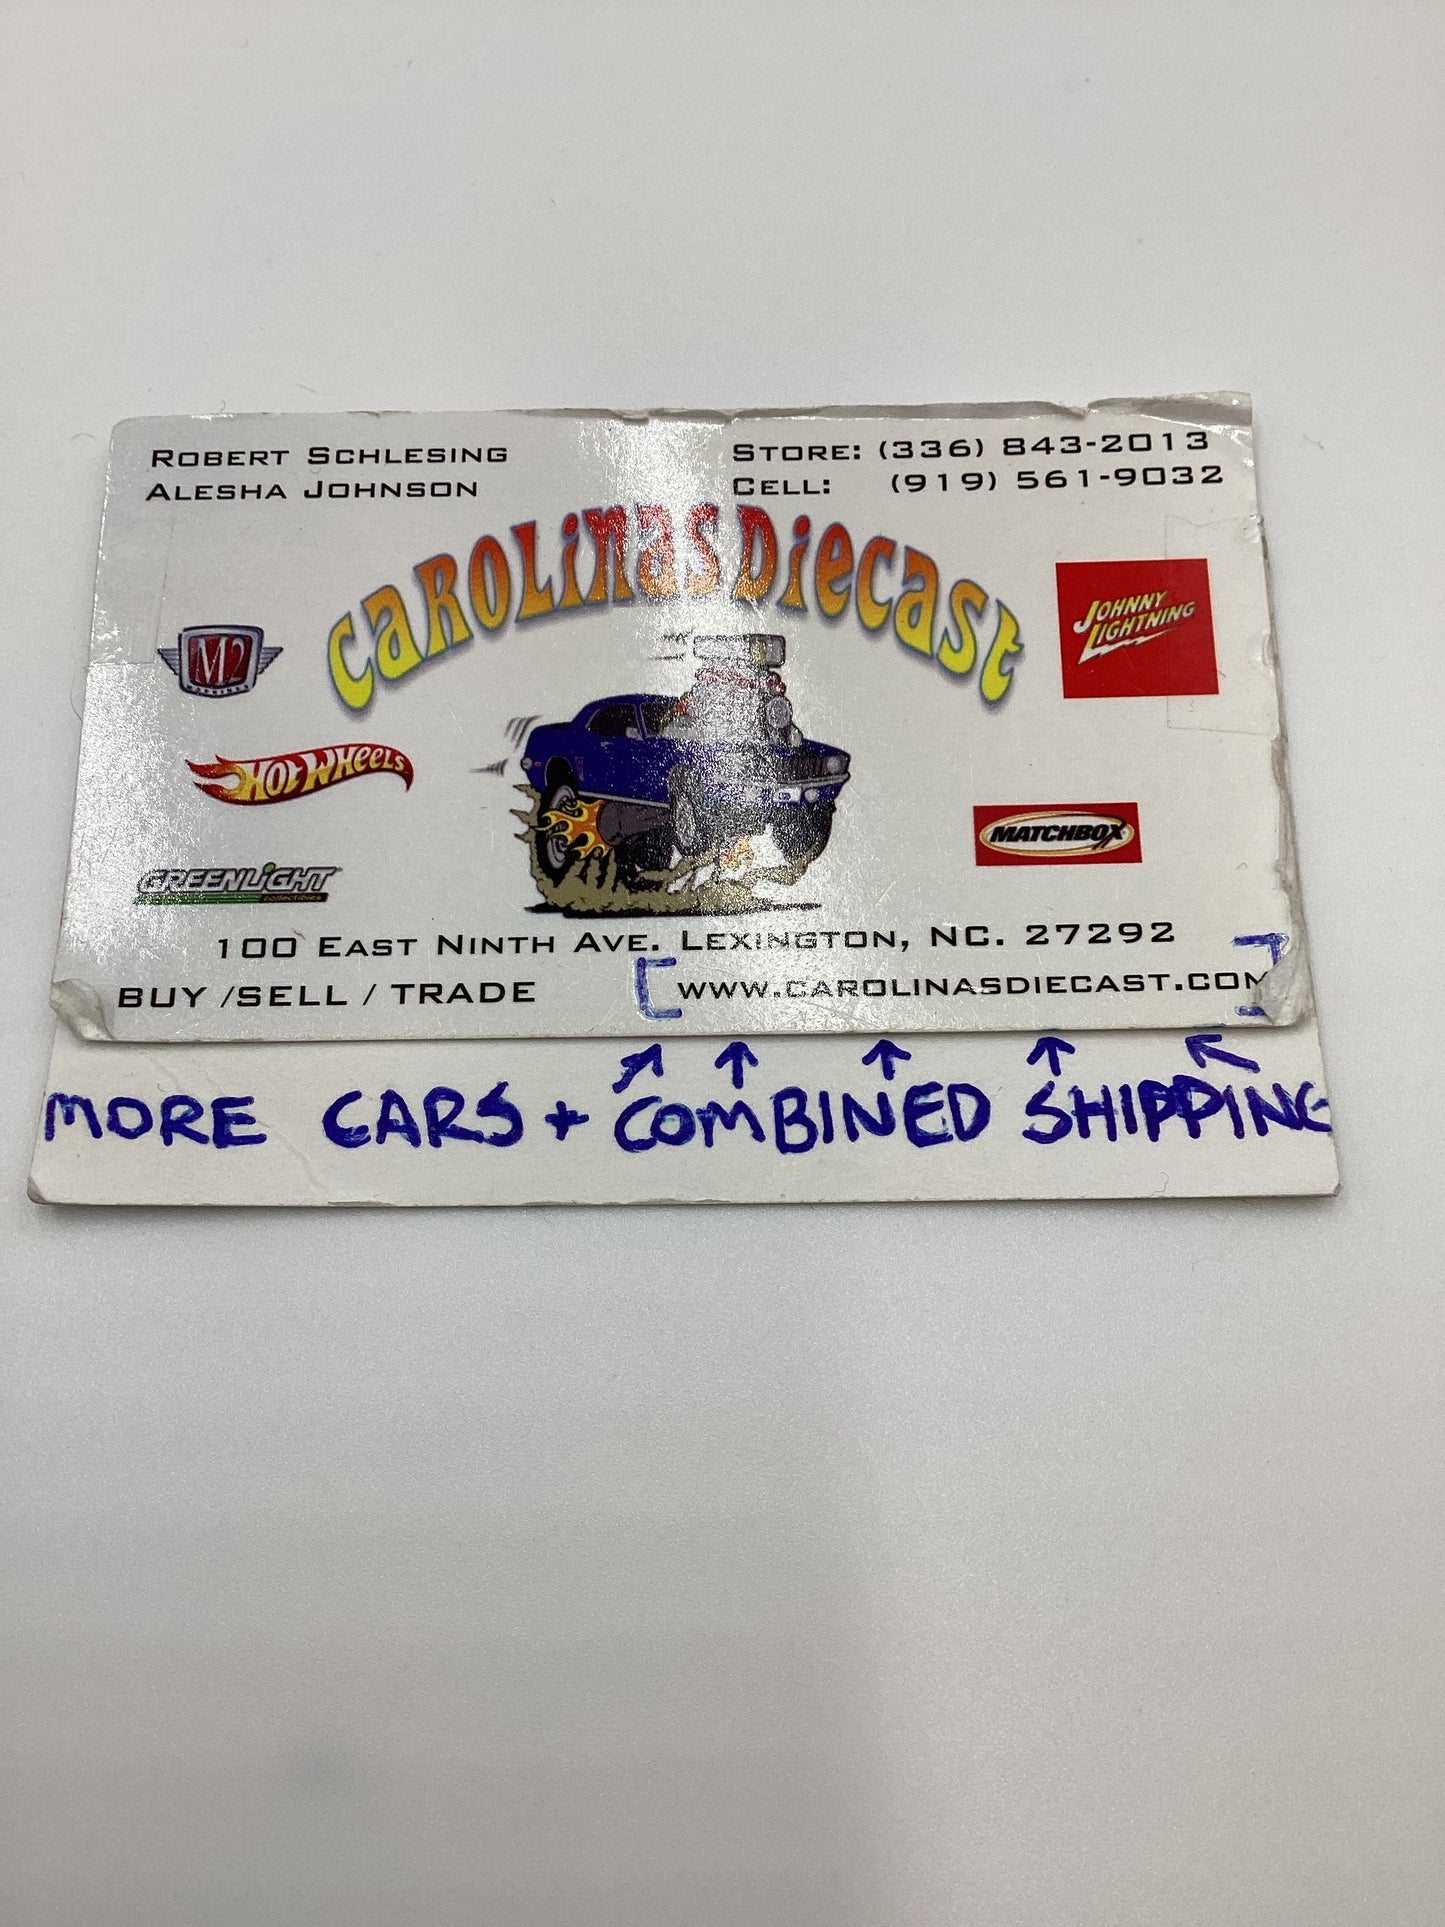 ROBERT SCHLESING
ALESHA JOHNSON
STORE: (336) 843-2013
CELL: (919) 561-9032
CAROLINAS DIECAST
M2
MACHINES
JOHNNY
LIGHTNING
HOT WHEELS
MATCHBOX
GREENLIGHT
collectibles
100 EAST NINTH AVE. LEXINGTON, NC. 27292
BUY /SELL / TRADE
WWW.CAROLINASDIECAST.COM
MORE CARS + COMBINED SHIPPING